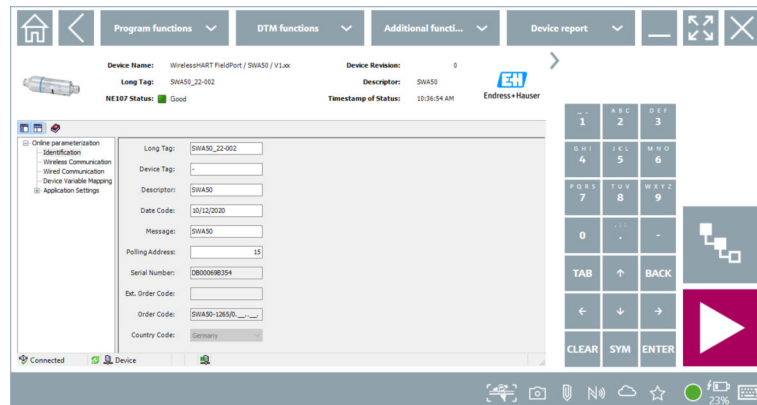 Program functions
DTM functions
Additional functi...
Device report
Device Name: WirelessHART FieldPort / SWA50 / V1.xx
Device Revision: 0
Long Tag: SWA50_22-002
Descriptor: SWA50
NE107 Status: Good
Timestamp of Status: 10:36:54 AM
EH
Endress+Hauser
Online parameterization
Identification
Wireless Communication
Wired Communication
Device Variable Mapping
Application Settings
Long Tag: SWA50_22-002
Device Tag: -
Descriptor: SWA50
Date Code: 10/12/2020
Message: SWA50
Polling Address: 15
Serial Number: DB00069B354
Ext. Order Code:
Order Code: SWA50-1265/0.__,..__,
Country Code: Germany
Connected
Device
1
ABC
2
DEF
3
GHI
4
JKL
5
MNO
6
PQRS
7
TUV
8
WXYZ
9
0
.
-
TAB
↑
BACK
←
↓
→
CLEAR
SYM
ENTER
23%